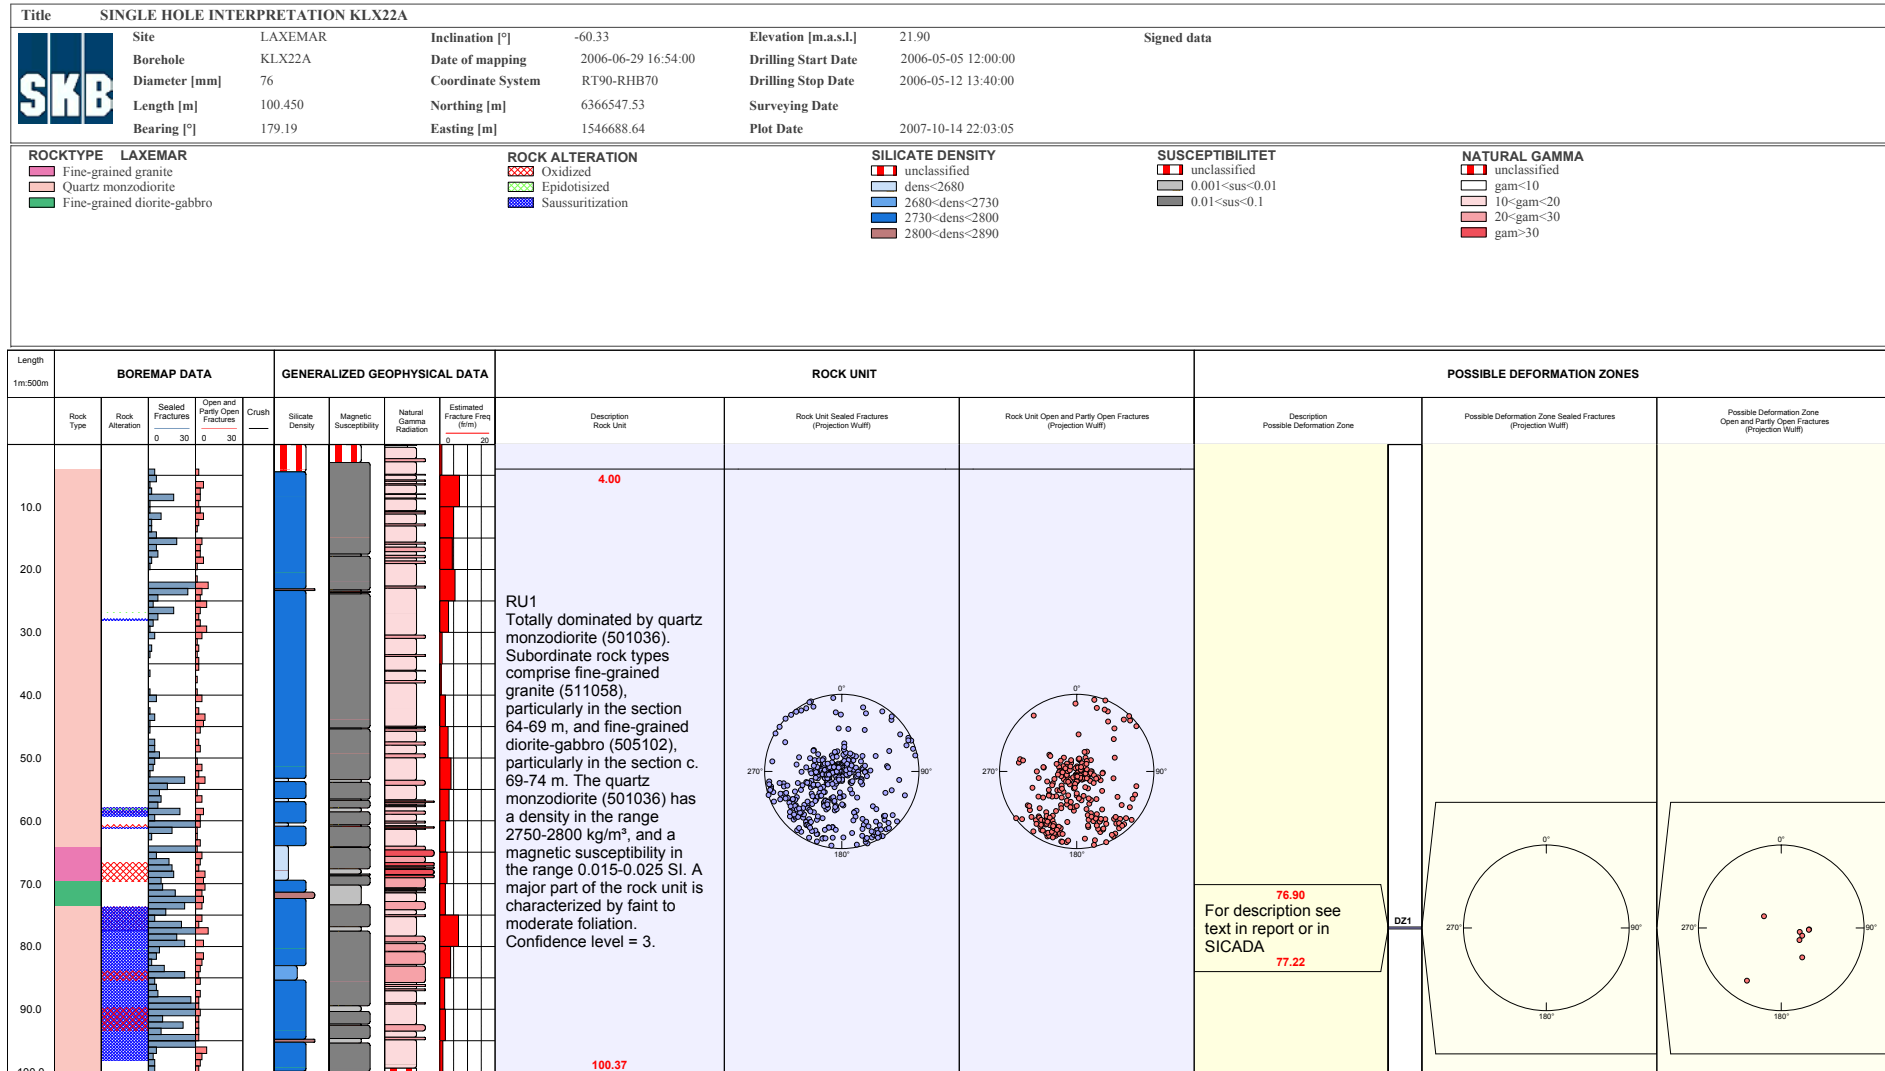 Title SINGLE HOLE INTERPRETATION KLX22A
SKB
Site LAXEMAR Inclination [°] -60.33 Elevation [m.a.s.l.] 21.90 Signed data
Borehole KLX22A Date of mapping 2006-06-29 16:54:00 Drilling Start Date 2006-05-05 12:00:00
Diameter [mm] 76 Coordinate System RT90-RHB70 Drilling Stop Date 2006-05-12 13:40:00
Length [m] 100.450 Northing [m] 6366547.53 Surveying Date
Bearing [°] 179.19 Easting [m] 1546688.64 Plot Date 2007-10-14 22:03:05
ROCKTYPE LAXEMAR
Fine-grained granite
Quartz monzodiorite
Fine-grained diorite-gabbro
ROCK ALTERATION
Oxidized
Epidotisized
Saussuritization
SILICATE DENSITY
unclassified
dens<2680
2680<dens<2730
2730<dens<2800
2800<dens<2890
SUSCEPTIBILITET
unclassified
0.001<sus<0.01
0.01<sus<0.1
NATURAL GAMMA
unclassified
gam<10
10<gam<20
20<gam<30
gam>30
Length
1m:500m
BOREMAP DATA
GENERALIZED GEOPHYSICAL DATA
ROCK UNIT
POSSIBLE DEFORMATION ZONES
Rock
Type
Rock
Alteration
Sealed
Fractures
0 30
Open and
Partly Open
Fractures
0 30
Crush
Silicate
Density
Magnetic
Susceptibility
Natural
Gamma
Radiation
Estimated
Fracture Freq
(fr/m)
0 20
Description
Rock Unit
Rock Unit Sealed Fractures
(Projection Wulff)
Rock Unit Open and Partly Open Fractures
(Projection Wulff)
Description
Possible Deformation Zone
Possible Deformation Zone Sealed Fractures
(Projection Wulff)
Possible Deformation Zone
Open and Partly Open Fractures
(Projection Wulff)
10.0
20.0
30.0
40.0
50.0
60.0
70.0
80.0
90.0
100.0
4.00
RU1
Totally dominated by quartz
monzodiorite (501036).
Subordinate rock types
comprise fine-grained
granite (511058),
particularly in the section
64-69 m, and fine-grained
diorite-gabbro (505102),
particularly in the section c.
69-74 m. The quartz
monzodiorite (501036) has
a density in the range
2750-2800 kg/m³, and a
magnetic susceptibility in
the range 0.015-0.025 SI. A
major part of the rock unit is
characterized by faint to
moderate foliation.
Confidence level = 3.
100.37
0°
270° 90°
180°
0°
270° 90°
180°
76.90
For description see
text in report or in
SICADA
77.22
DZ1
0°
270° 90°
180°
0°
270° 90°
180°